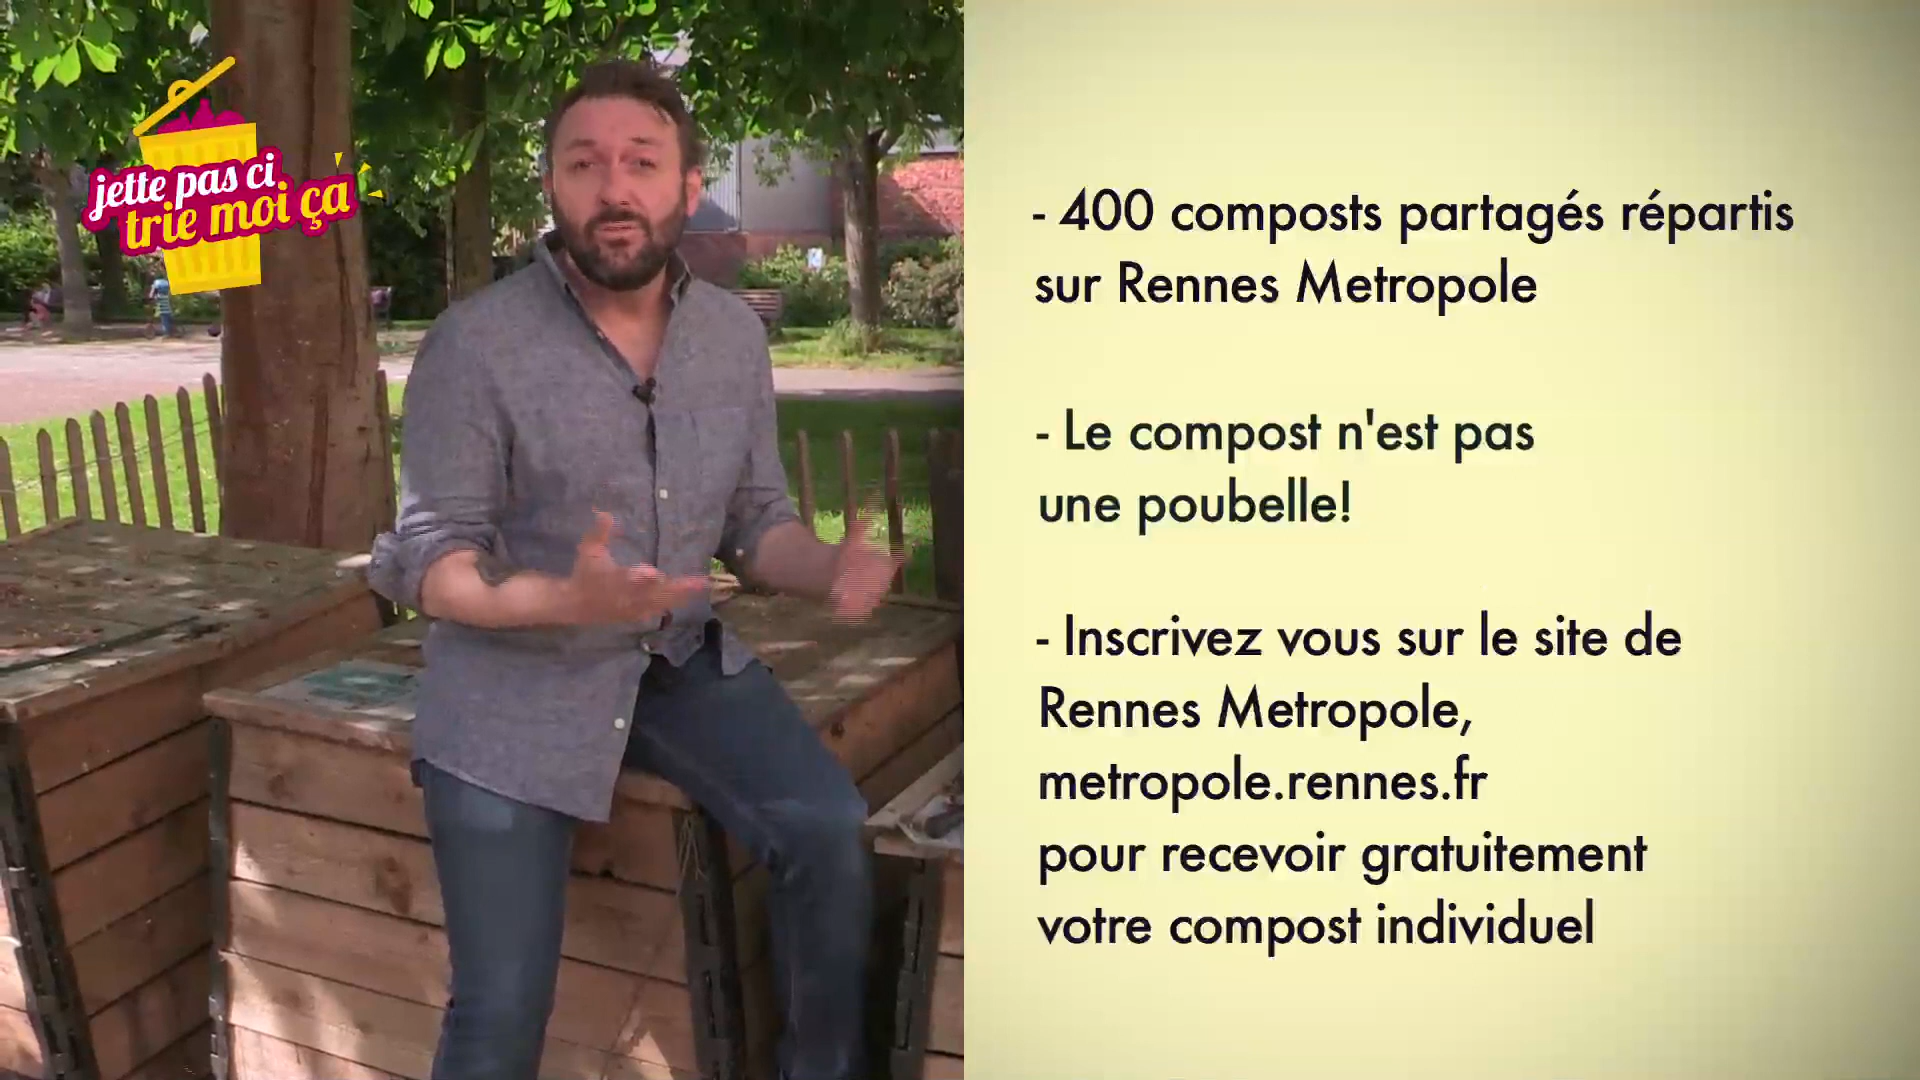 jette pas ci
trie moi ça
- 400 composts partagés répartis
sur Rennes Metropole
- Le compost n'est pas
une poubelle!
- Inscrivez vous sur le site de
Rennes Metropole,
metropole.rennes.fr
pour recevoir gratuitement
votre compost individuel